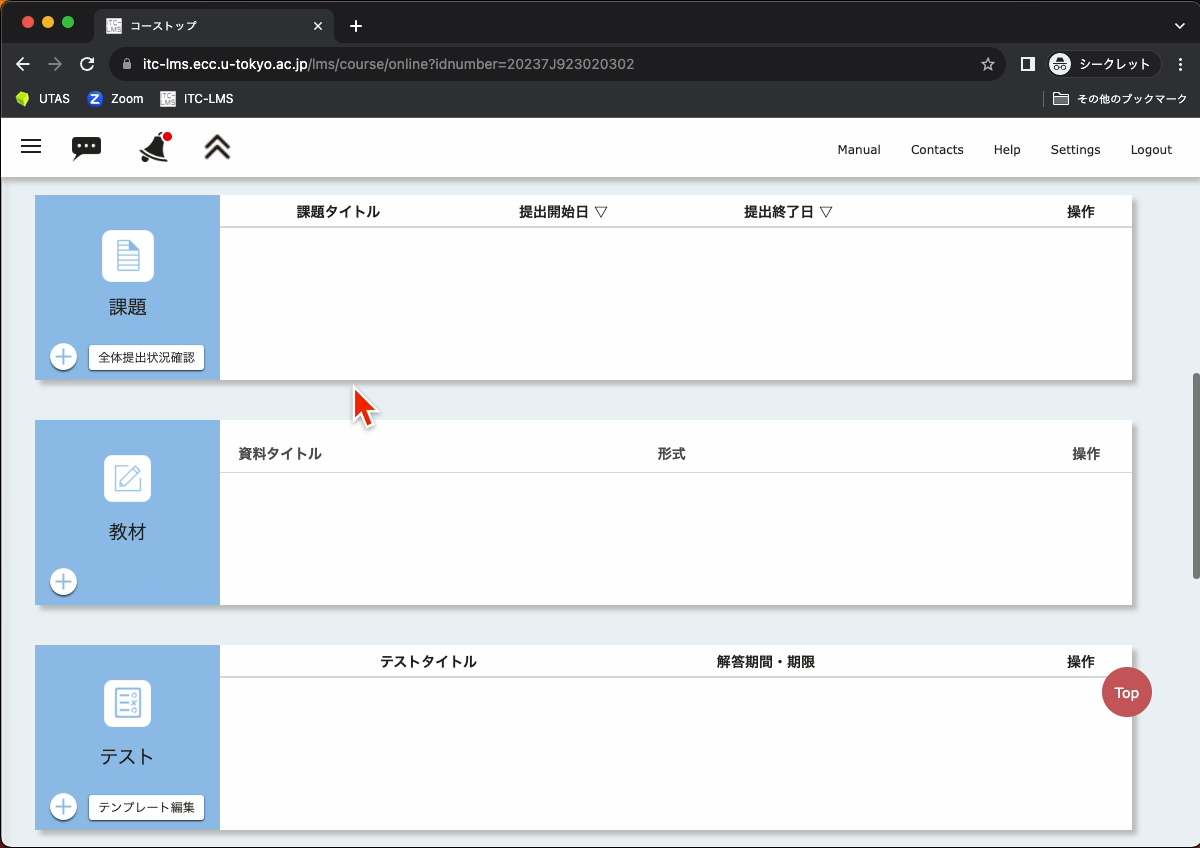 コーストップ
itc-lms.ecc.u-tokyo.ac.jp/lms/course/online?idnumber=20237J923020302
シークレット
UTAS
Zoom
ITC-LMS
その他のブックマーク
Manual
Contacts
Help
Settings
Logout
課題タイトル
提出開始日 ▽
提出終了日 ▽
操作
課題
全体提出状況確認
資料タイトル
形式
操作
教材
テストタイトル
解答期間・期限
操作
Top
テスト
テンプレート編集